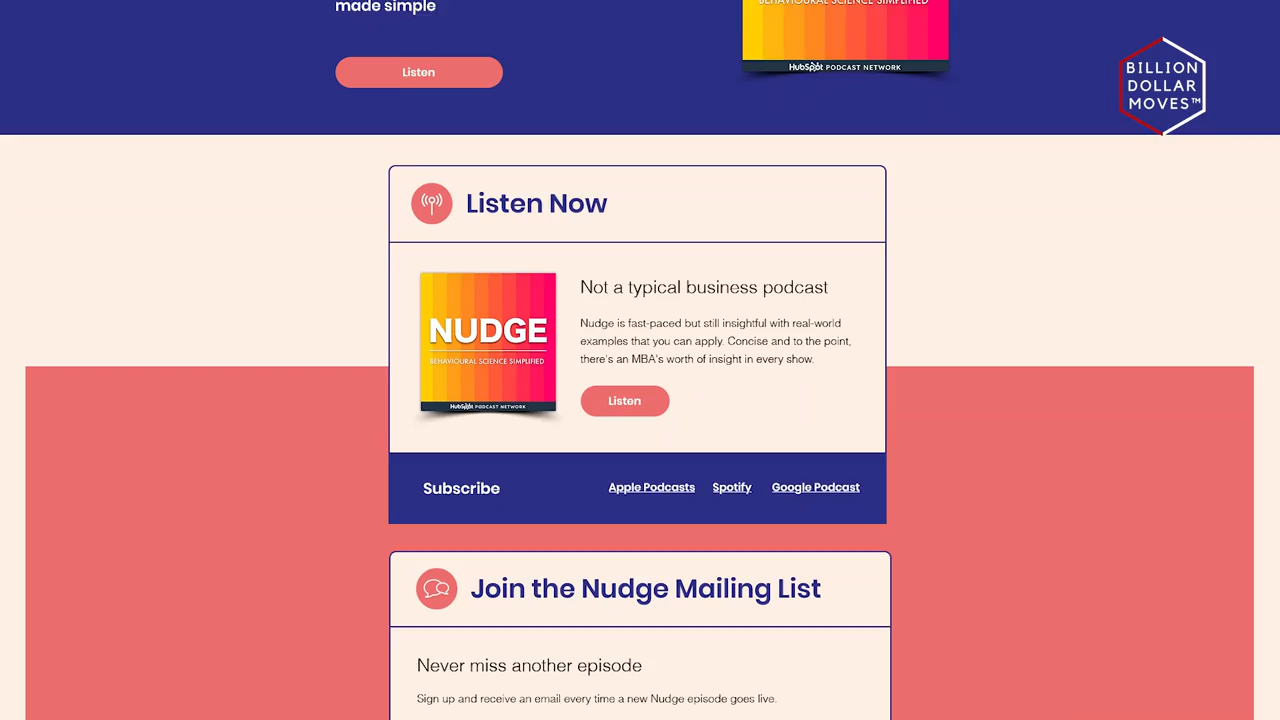 made simple
BEHAVIOURAL SCIENCE SIMPLIFIED
Listen
HubSpot PODCAST NETWORK
BILLION
DOLLAR
MOVES™
Listen Now
NUDGE
BEHAVIOURAL SCIENCE SIMPLIFIED
HubSpot PODCAST NETWORK
Not a typical business podcast
Nudge is fast-paced but still insightful with real-world
examples that you can apply. Concise and to the point,
there's an MBA's worth of insight in every show.
Listen
Subscribe
Apple Podcasts
Spotify
Google Podcast
Join the Nudge Mailing List
Never miss another episode
Sign up and receive an email every time a new Nudge episode goes live.